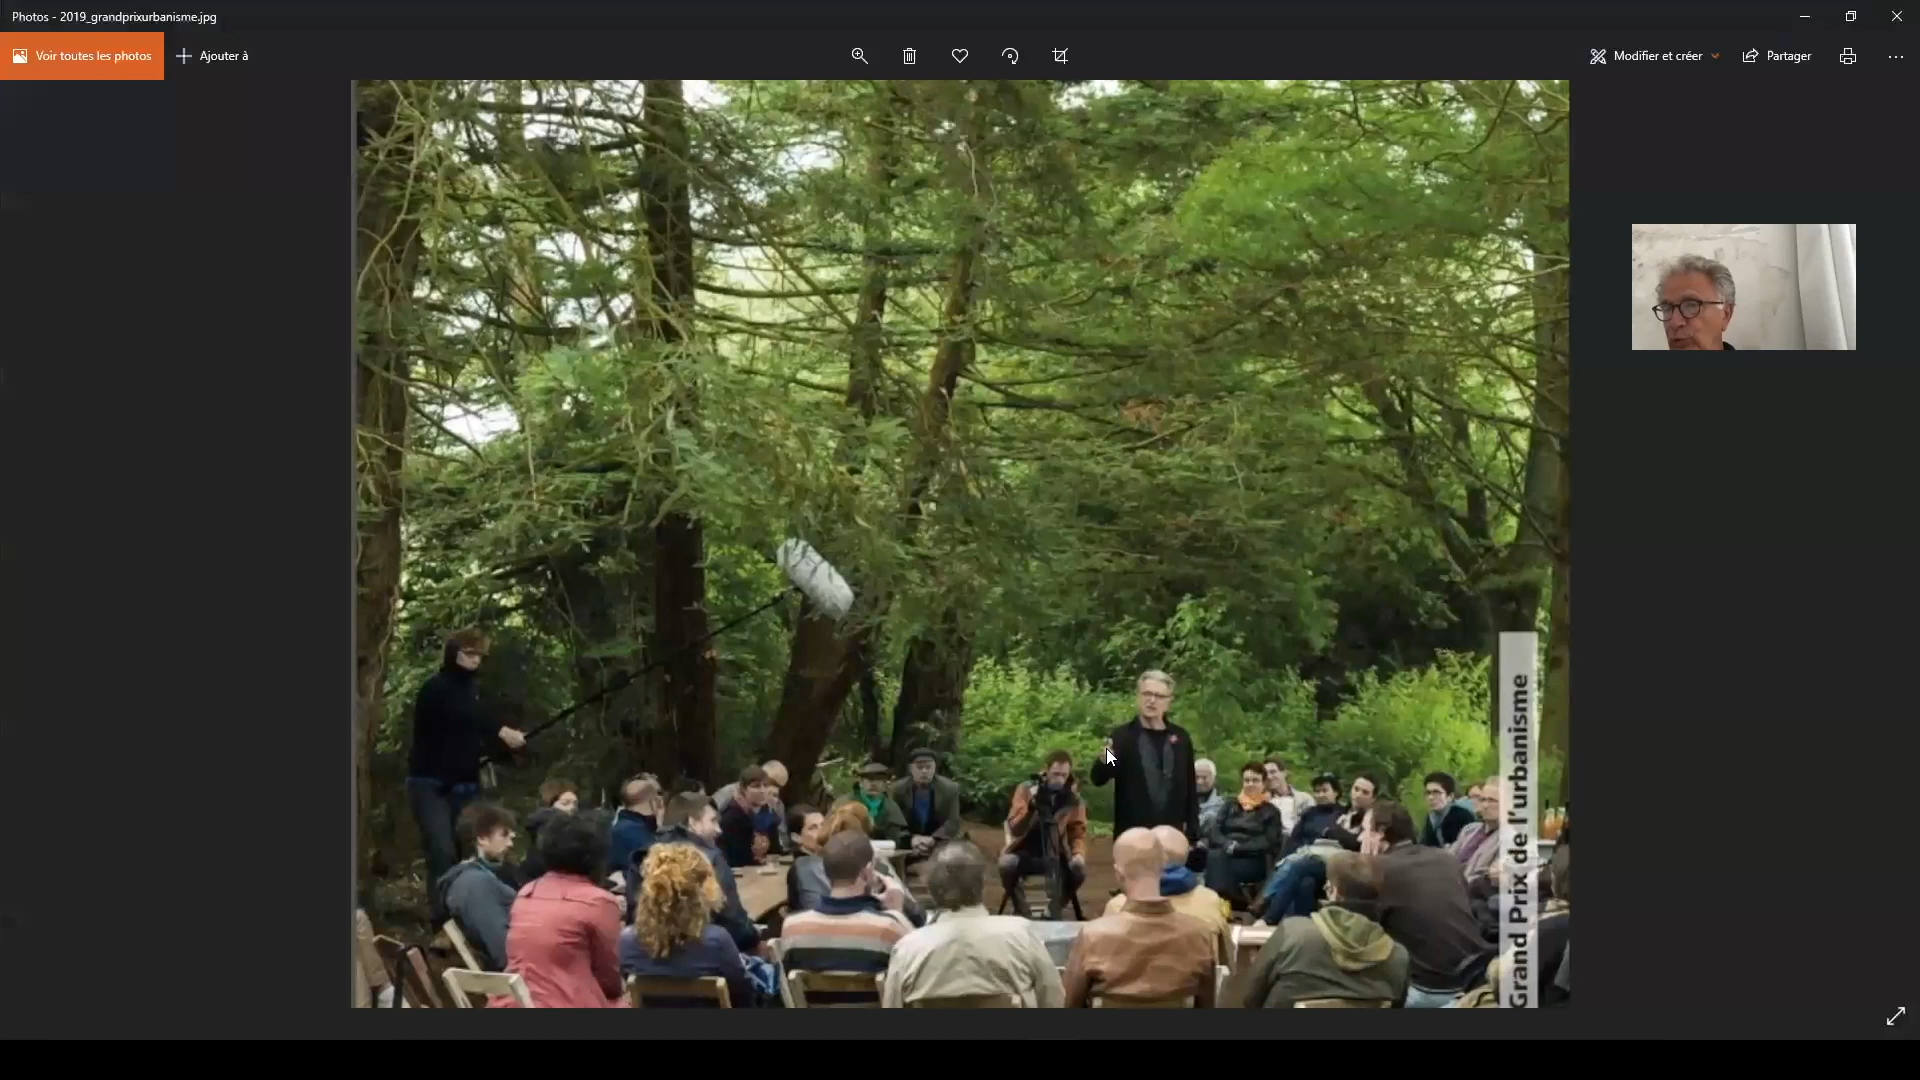 Photos - 2019_grandprixurbanisme.jpg
Voir toutes les photos
Ajouter à
Modifier et créer
Partager
Grand Prix de l'urbanisme